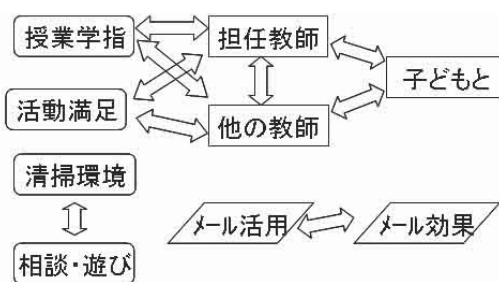 授業学指
担任教師
子どもと
活動満足
他の教師
清掃環境
メール活用
メール効果
相談・遊び